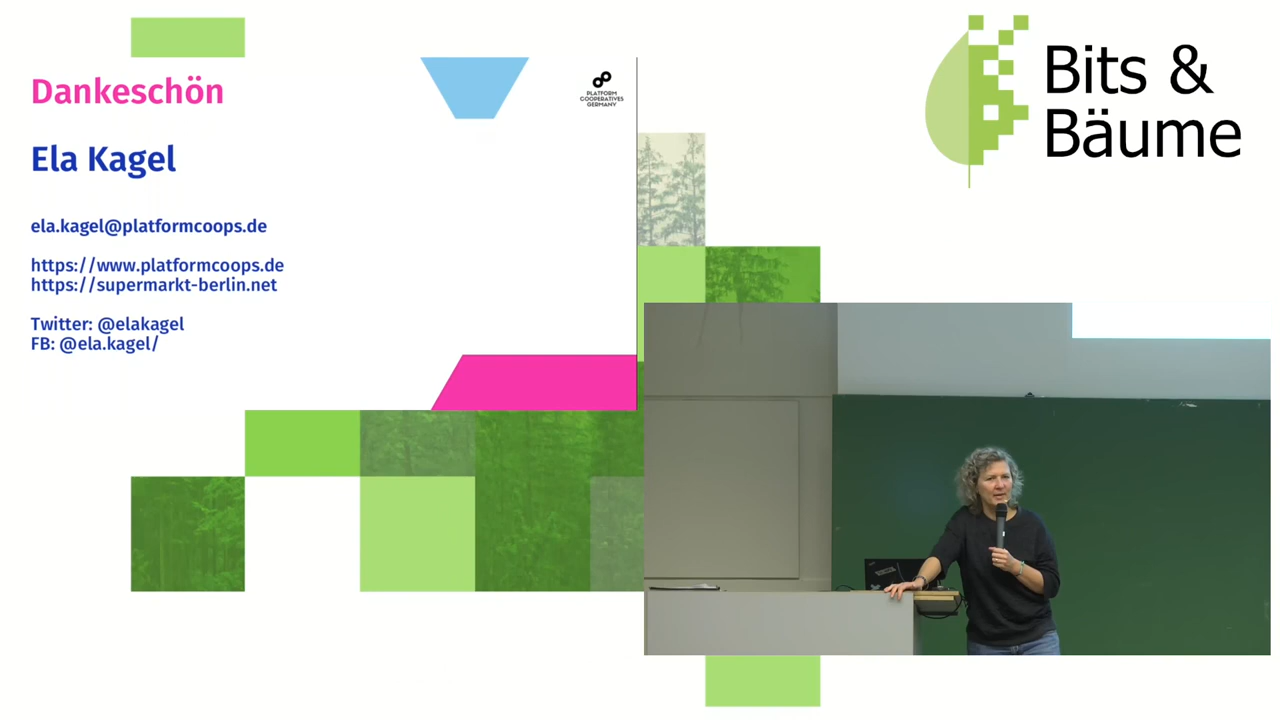 Dankeschön
Ela Kagel
ela.kagel@platformcoops.de
https://www.platformcoops.de
https://supermarkt-berlin.net
Twitter: @elakagel
FB: @ela.kagel/
PLATFORM
COOPERATIVES
GERMANY
Bits &
Bäume